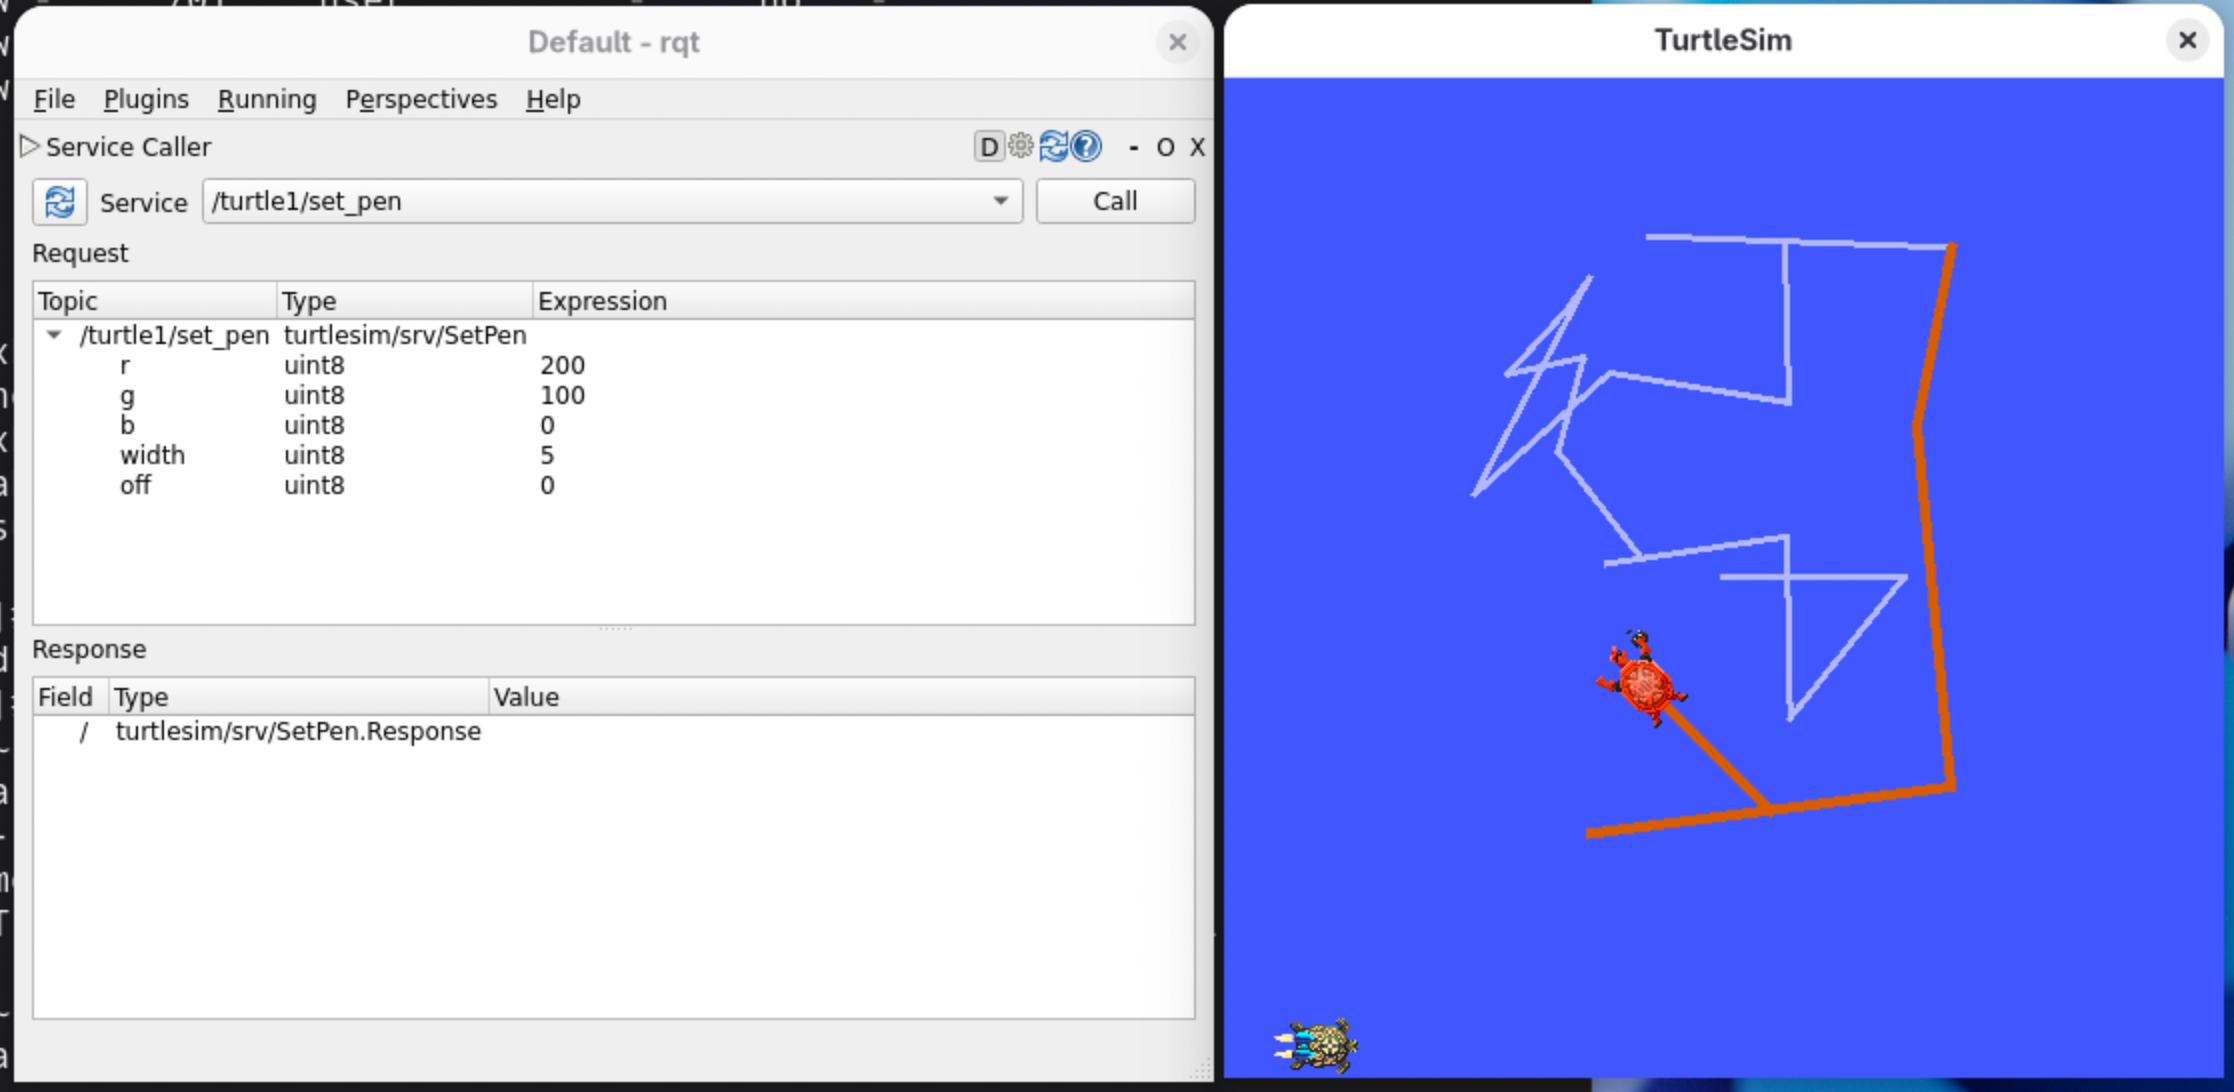 Default - rqt
File Plugins Running Perspectives Help
Service Caller
D - O X
Service /turtle1/set_pen Call
Request
Topic Type Expression
/turtle1/set_pen turtlesim/srv/SetPen
r uint8 200
g uint8 100
b uint8 0
width uint8 5
off uint8 0
Response
Field Type Value
/ turtlesim/srv/SetPen.Response
TurtleSim